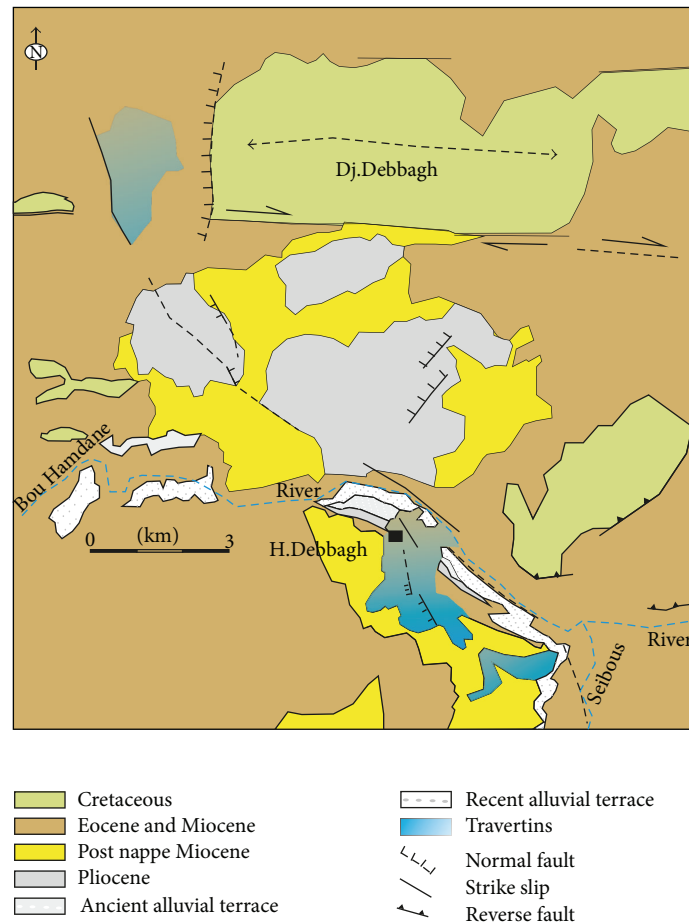 N
Dj.Debbagh
Bou Hamdane
River
0 (km) 3
H.Debbagh
River
Seibous
Cretaceous
Eocene and Miocene
Post nappe Miocene
Pliocene
Ancient alluvial terrace
Recent alluvial terrace
Travertins
Normal fault
Strike slip
Reverse fault